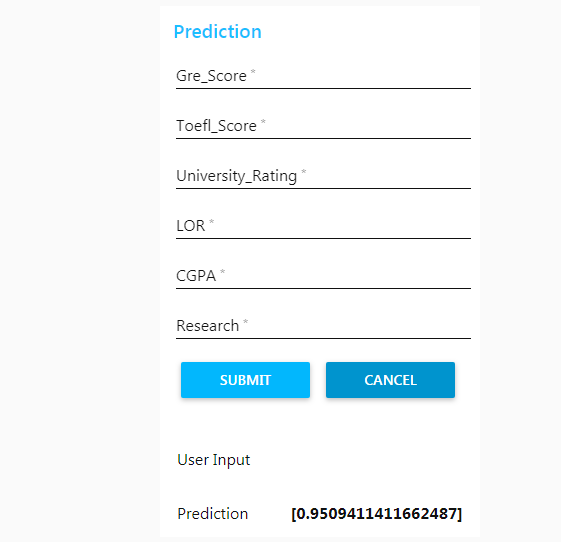 Prediction
Gre_Score *
Toefl_Score *
University_Rating *
LOR *
CGPA *
Research *
SUBMIT CANCEL
User Input
Prediction [0.9509411411662487]